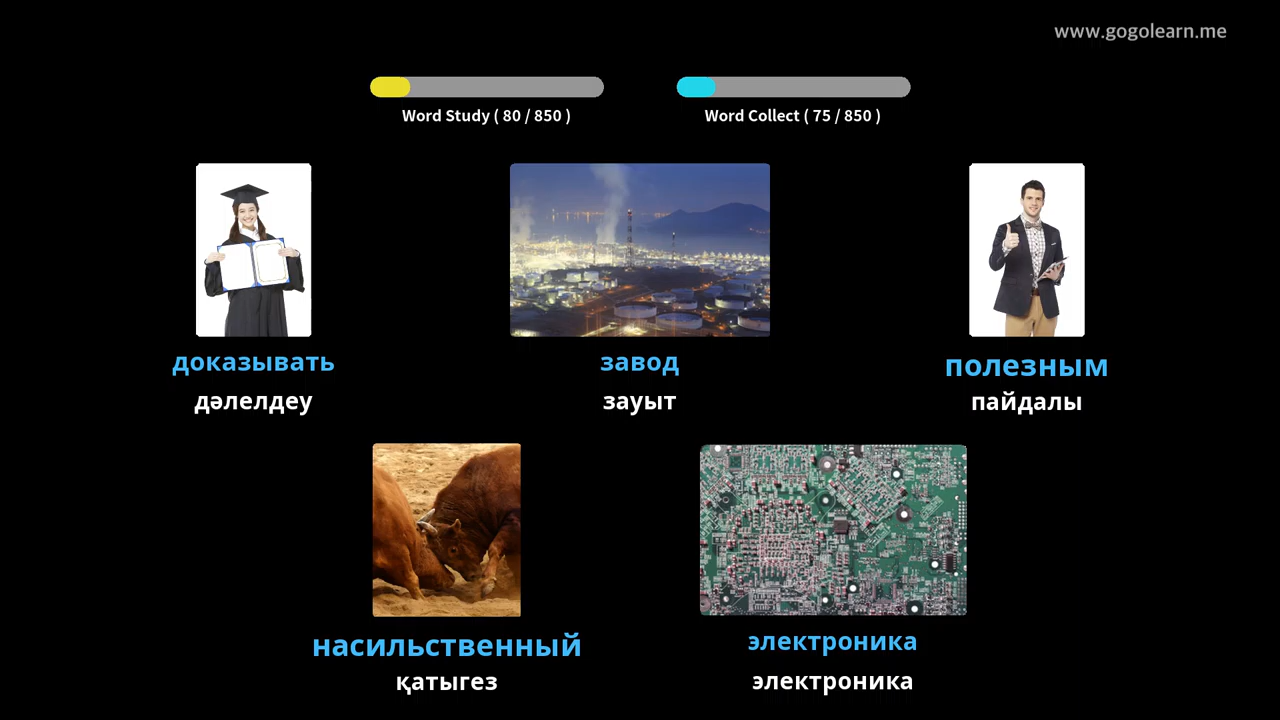 www.gogolearn.me
Word Study ( 80 / 850 )
Word Collect ( 75 / 850 )
доказывать
дәлелдеу
завод
зауыт
полезным
пайдалы
насильственный
қатыгез
электроника
электроника